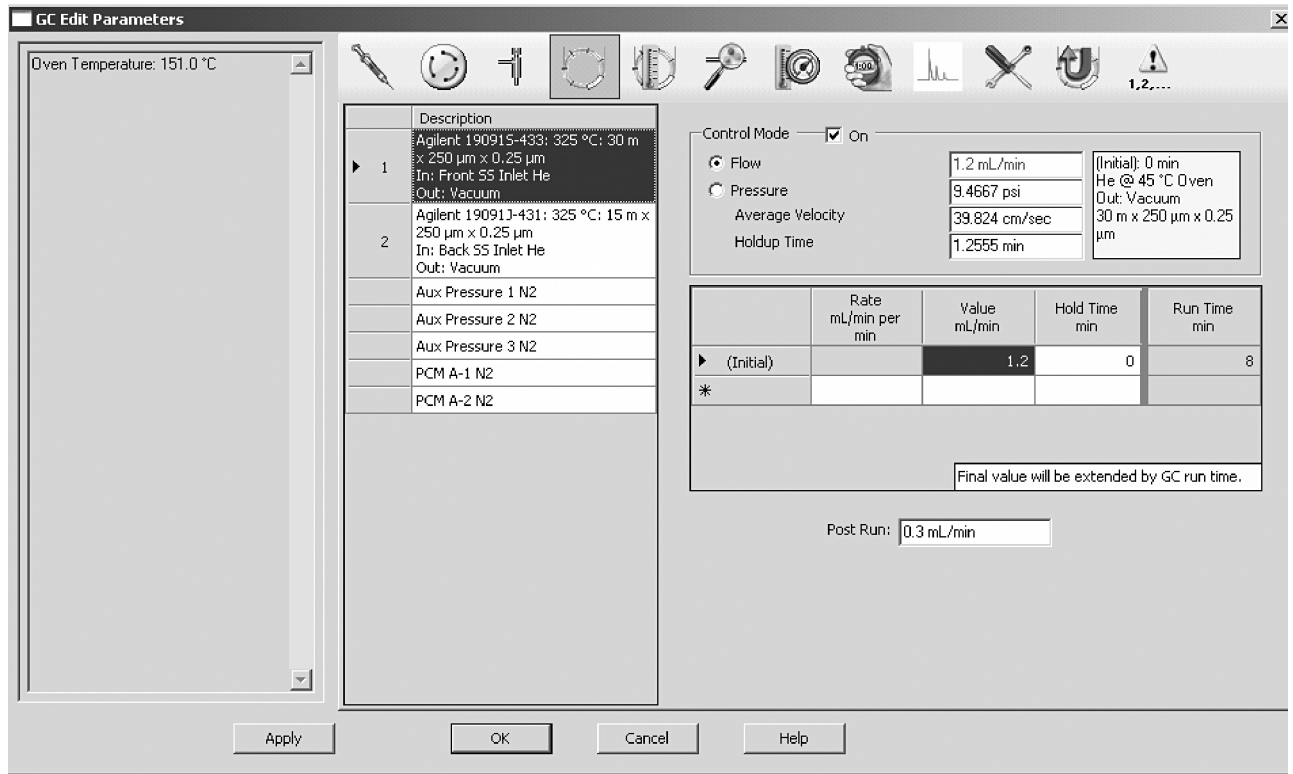 GC Edit Parameters
Oven Temperature: 151.0 °C
1:00
1,2,...
Description
1
Agilent 19091S-433: 325 °C: 30 m
x 250 µm x 0.25 µm
In: Front SS Inlet He
Out: Vacuum
2
Agilent 19091J-431: 325 °C: 15 m x
250 µm x 0.25 µm
In: Back SS Inlet He
Out: Vacuum
Aux Pressure 1 N2
Aux Pressure 2 N2
Aux Pressure 3 N2
PCM A-1 N2
PCM A-2 N2
Control Mode On
Flow 1.2 mL/min
Pressure 9.4667 psi
Average Velocity 39.824 cm/sec
Holdup Time 1.2555 min
(Initial): 0 min
He @ 45 °C Oven
Out: Vacuum
30 m x 250 µm x 0.25
µm
Rate
mL/min per
min
Value
mL/min
Hold Time
min
Run Time
min
(Initial) 1.2 0 8
*
Final value will be extended by GC run time.
Post Run: 0.3 mL/min
Apply OK Cancel Help